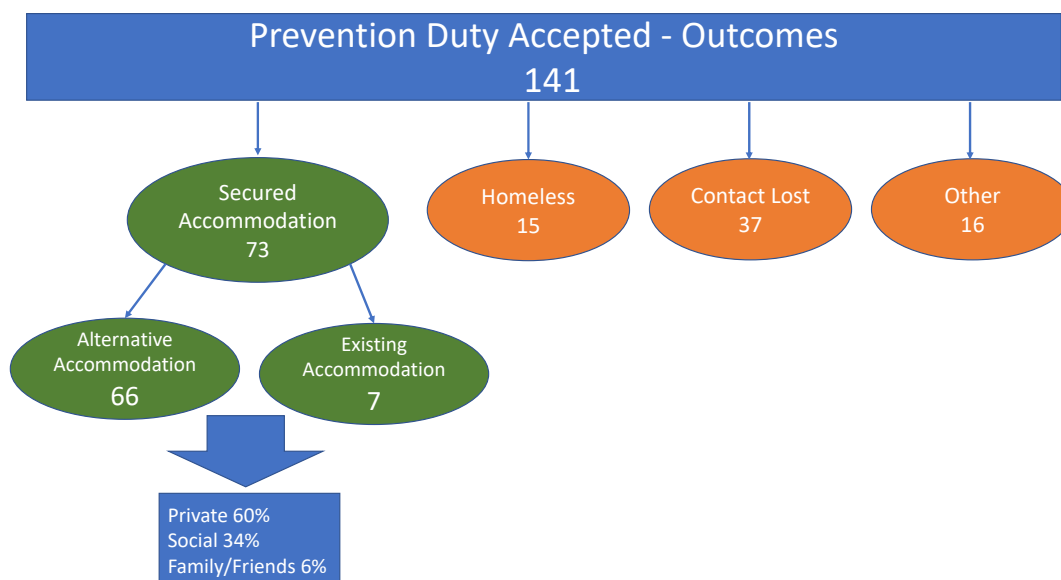 Prevention Duty Accepted - Outcomes
141
Secured
Accommodation
73
Homeless
15
Contact Lost
37
Other
16
Alternative
Accommodation
66
Existing
Accommodation
7
Private 60%
Social 34%
Family/Friends 6%